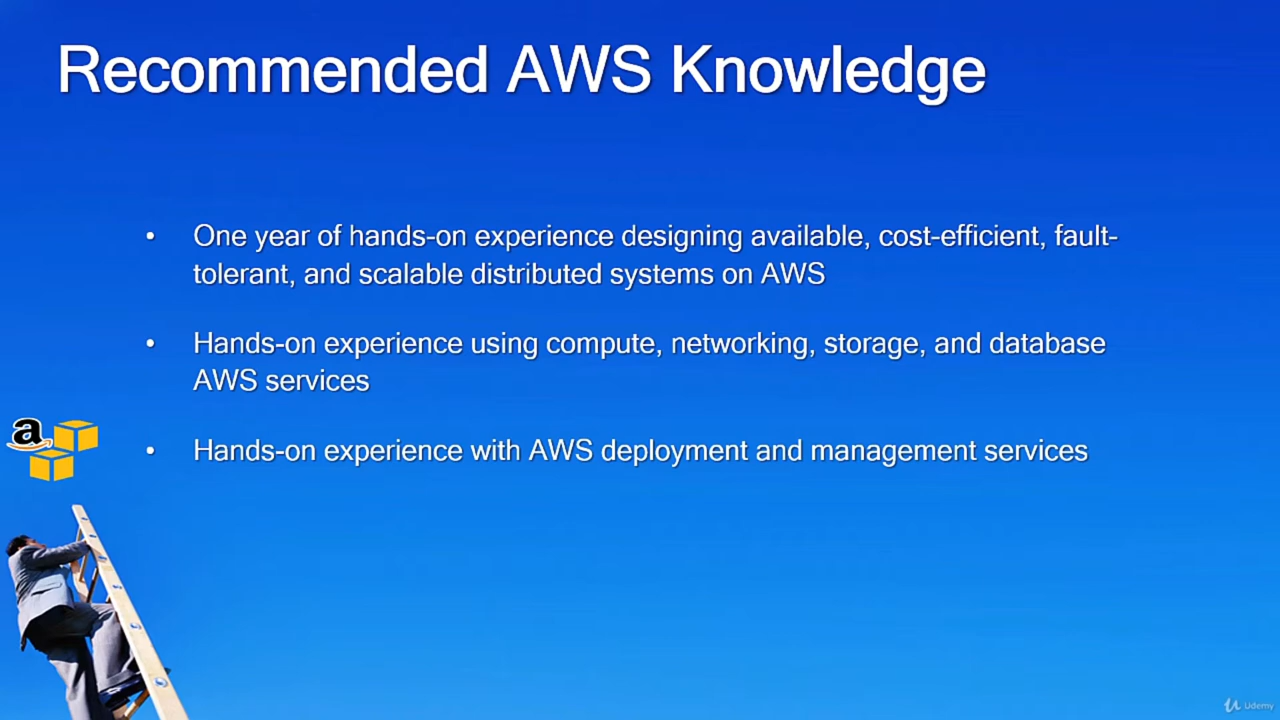 Recommended AWS Knowledge
• One year of hands-on experience designing available, cost-efficient, fault-
tolerant, and scalable distributed systems on AWS
• Hands-on experience using compute, networking, storage, and database
AWS services
a
• Hands-on experience with AWS deployment and management services
Udemy